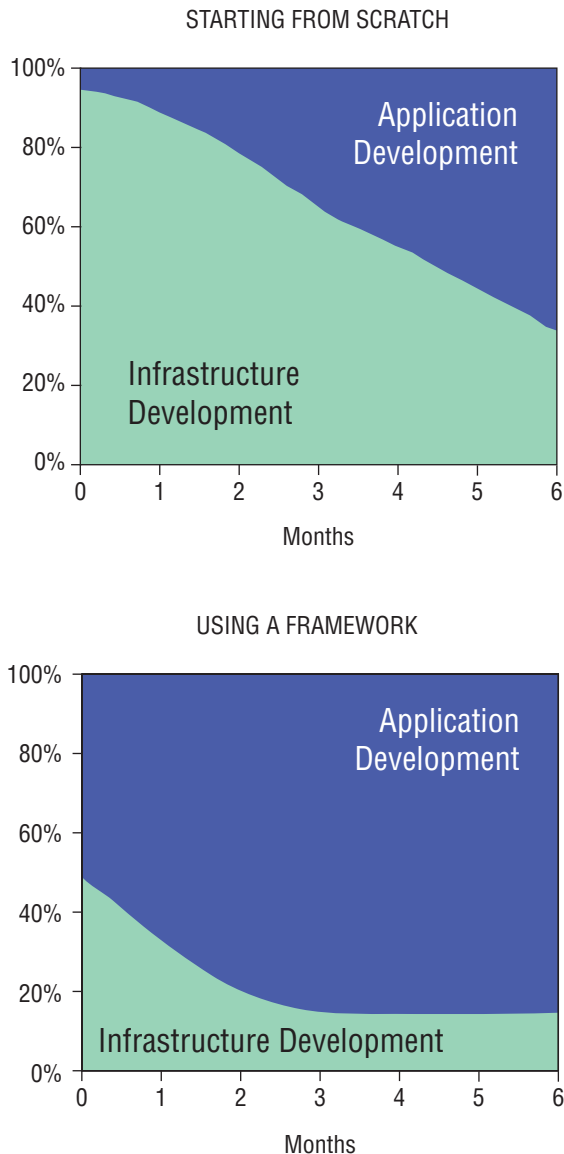 STARTING FROM SCRATCH
100%
80%
60%
40%
20%
0%
Application
Development
Infrastructure
Development
0 1 2 3 4 5 6
Months
USING A FRAMEWORK
100%
80%
60%
40%
20%
0%
Application
Development
Infrastructure Development
0 1 2 3 4 5 6
Months